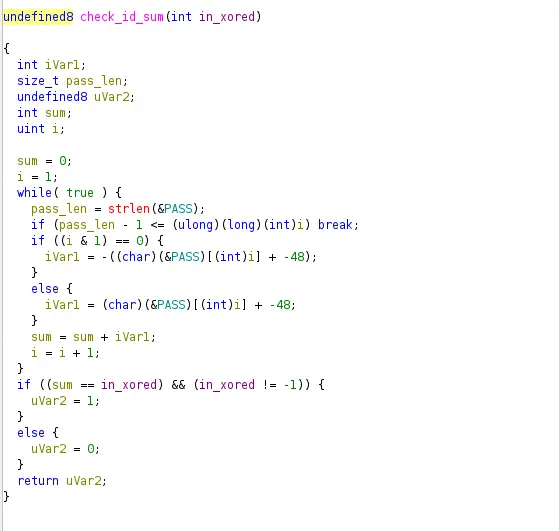 undefined8 check_id_sum(int in_xored)
{
int iVar1;
size_t pass_len;
undefined8 uVar2;
int sum;
uint i;
sum = 0;
i = 1;
while( true ) {
pass_len = strlen(&PASS);
if (pass_len - 1 <= (ulong)(long)(int)i) break;
if ((i & 1) == 0) {
iVar1 = -((char)(&PASS)[(int)i] + -48);
}
else {
iVar1 = (char)(&PASS)[(int)i] + -48;
}
sum = sum + iVar1;
i = i + 1;
}
if ((sum == in_xored) && (in_xored != -1)) {
uVar2 = 1;
}
else {
uVar2 = 0;
}
return uVar2;
}